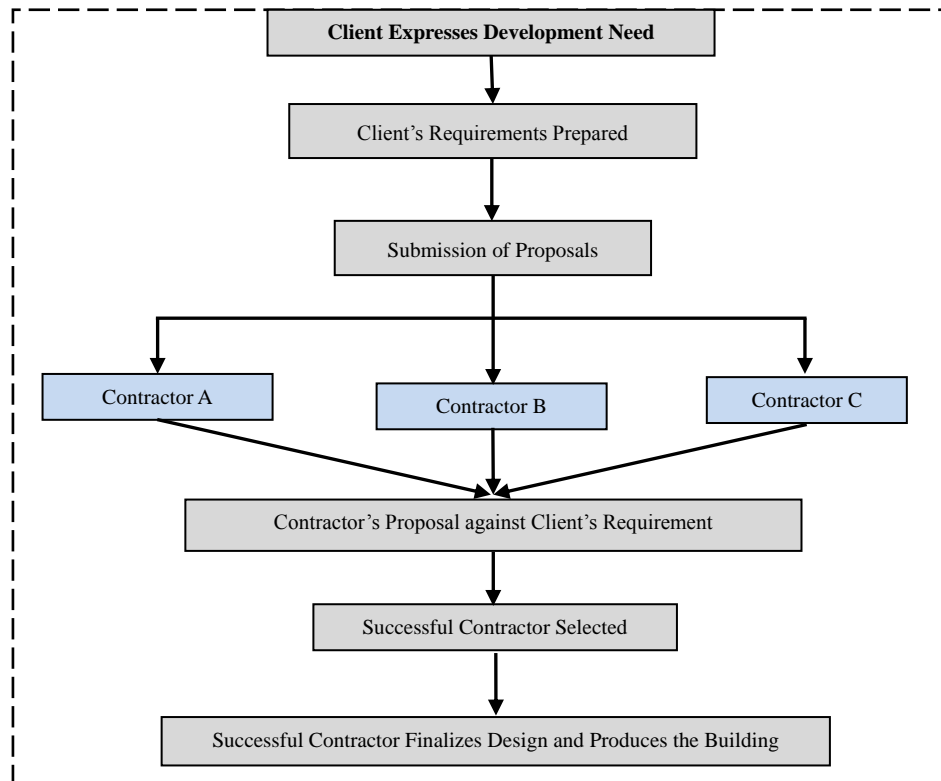 Client Expresses Development Need
Client’s Requirements Prepared
Submission of Proposals
Contractor A
Contractor B
Contractor C
Contractor’s Proposal against Client’s Requirement
Successful Contractor Selected
Successful Contractor Finalizes Design and Produces the Building